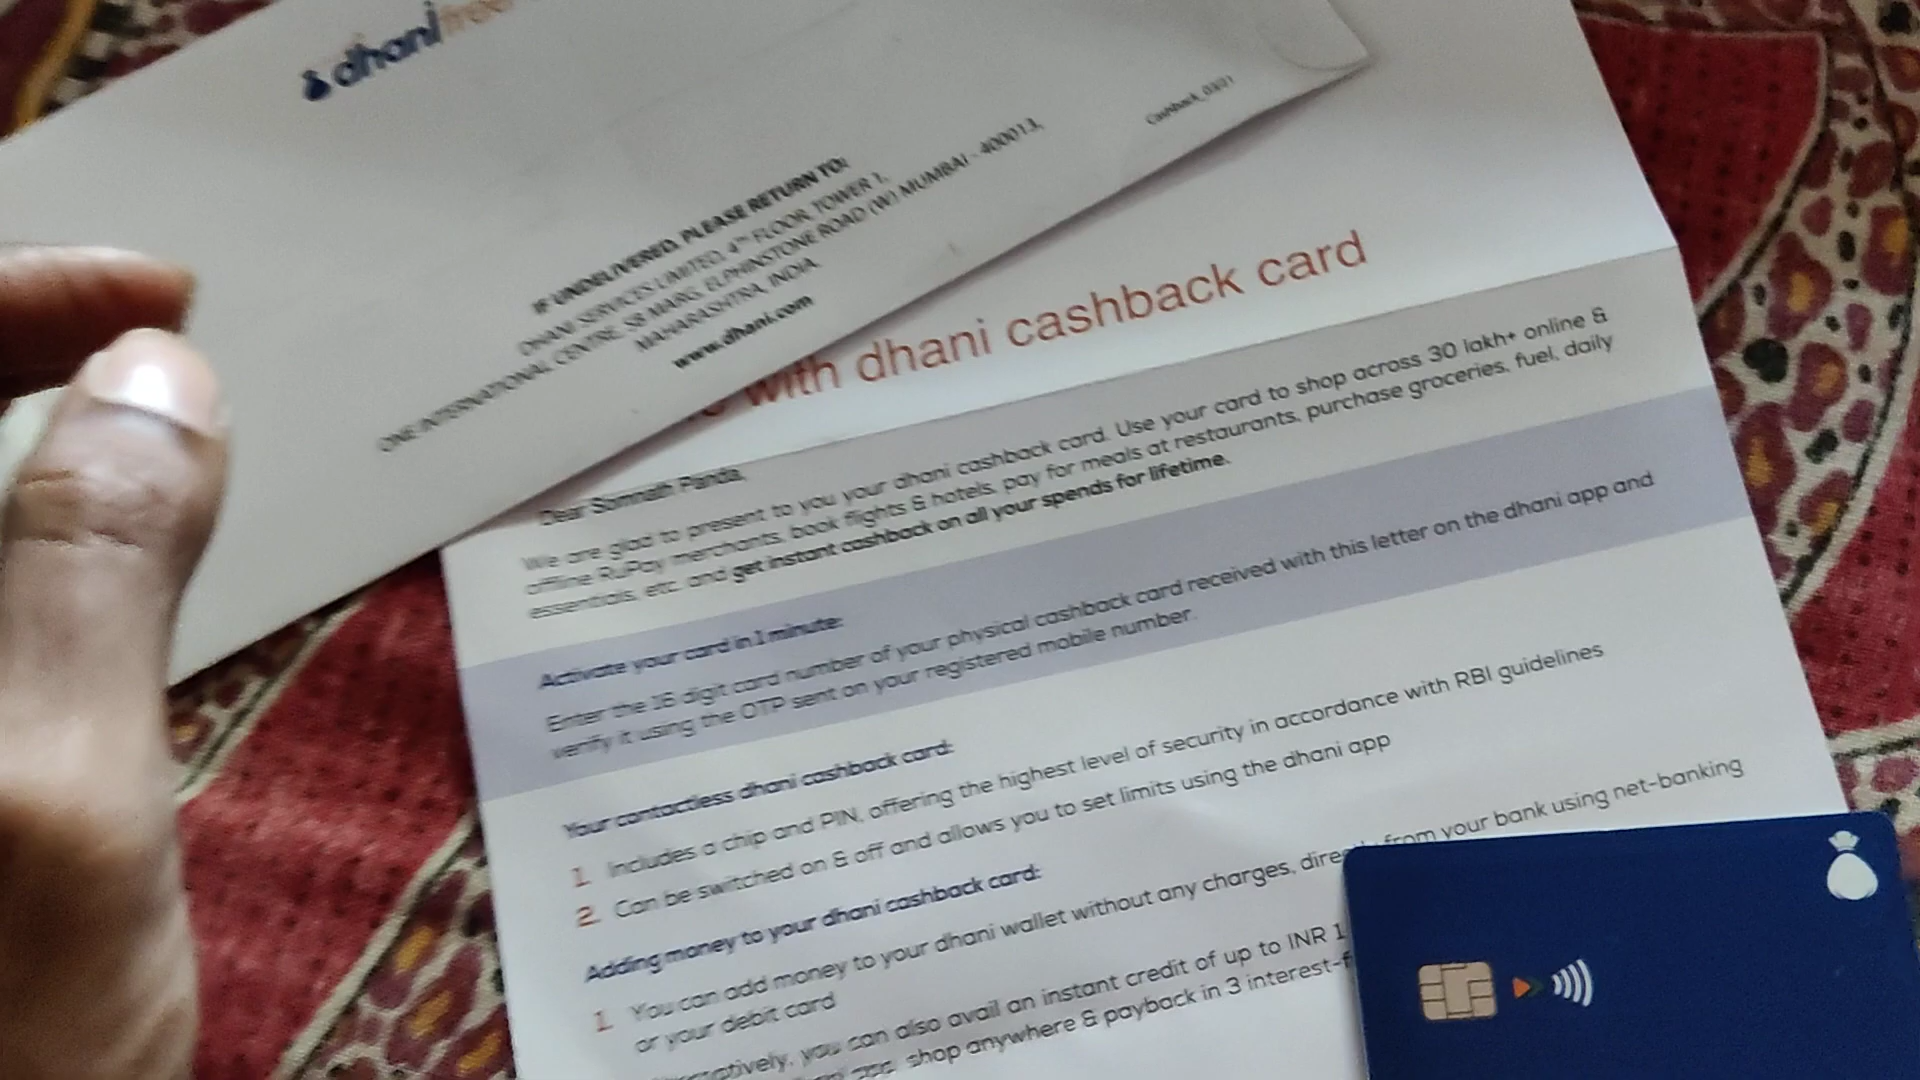 dhani free
IF UNDELIVERED, PLEASE RETURN TO:
DHANI SERVICES LIMITED, 4TH FLOOR, TOWER 1,
ONE INTERNATIONAL CENTRE, SB MARG, ELPHINSTONE ROAD (W) MUMBAI - 400013,
MAHARASHTRA, INDIA
www.dhani.com
with dhani cashback card
Dear Somnath Panda,
We are glad to present to you your dhani cashback card. Use your card to shop across 30 lakh+ online &
offline RuPay merchants, book flights & hotels, pay for meals at restaurants, purchase groceries, fuel, daily
essentials, etc. and get instant cashback on all your spends for lifetime.
Activate your card in 1 minute:
Enter the 16 digit card number of your physical cashback card received with this letter on the dhani app and
verify it using the OTP sent on your registered mobile number.
Your contactless dhani cashback card:
1. Includes a chip and PIN, offering the highest level of security in accordance with RBI guidelines
2. Can be switched on & off and allows you to set limits using the dhani app
Adding money to your dhani cashback card:
1. You can add money to your dhani wallet without any charges, from your bank using net-banking
or your debit card
you can also avail an instant credit of up to INR 1
shop anywhere & payback in 3 interest-f